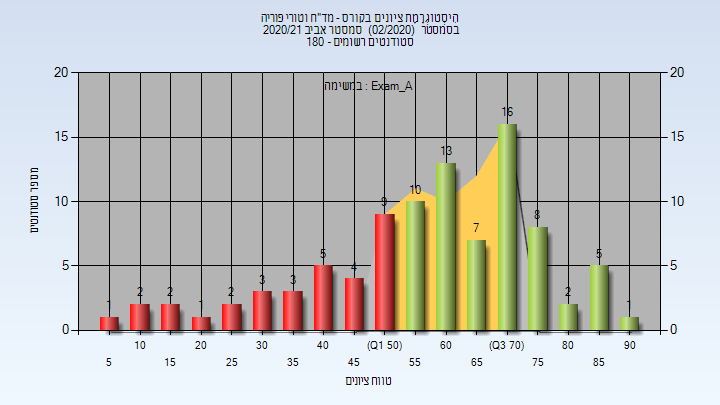 היסטוגרמת ציונים בקורס - מד"ח וטורי פוריה
בסמסטר (02/2020) סמסטר אביב 2020/21
סטודנטים רשומים - 180
במשימה : Exam_A
מספר סטודנטים
20
15
10
5
0
20
15
10
5
0
1 2 2 1 2 3 3 5 4 9 10 13 7 16 8 2 5 1
10 20 30 40 (Q1 50) 60 (Q3 70) 80 90
5 15 25 35 45 55 65 75 85
טווח ציונים